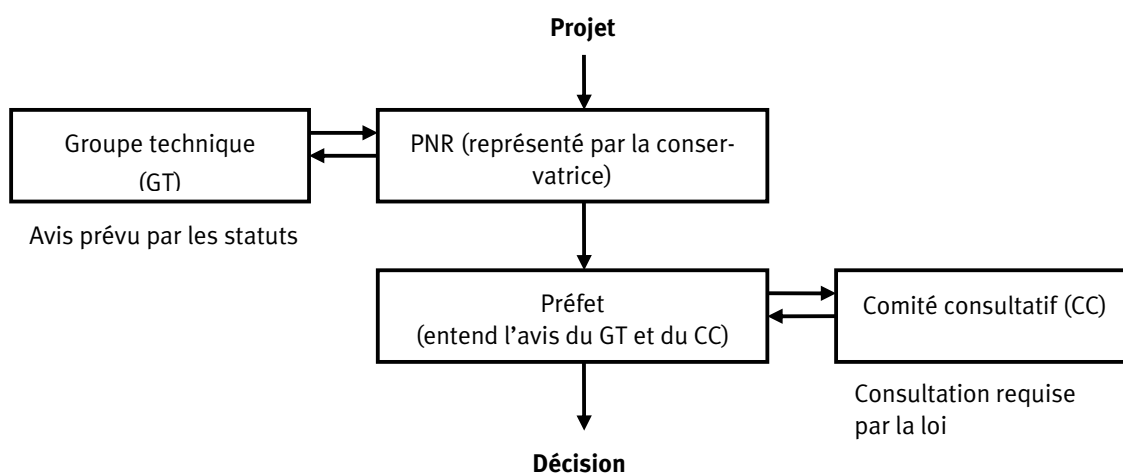 Projet
Groupe technique
(GT)
PNR (représenté par la conser-
vatrice)
Avis prévu par les statuts
Préfet
(entend l’avis du GT et du CC)
Comité consultatif (CC)
Consultation requise
par la loi
Décision